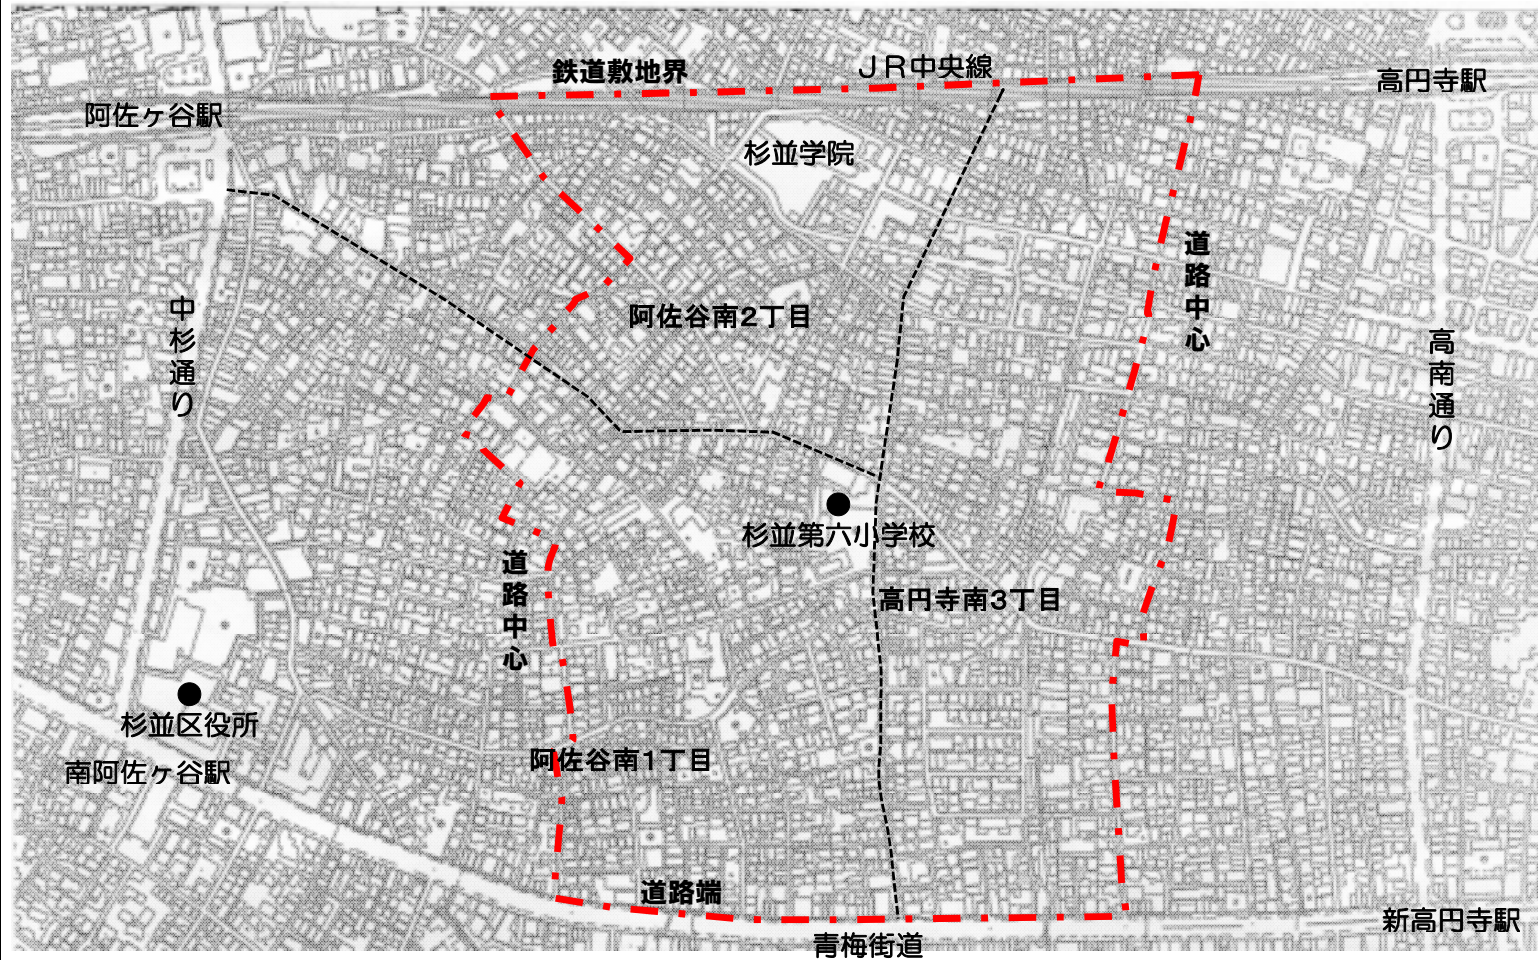 鉄道敷地界
JR中央線
高円寺駅
阿佐ヶ谷駅
杉並学院
道路中心
中杉通り
阿佐谷南2丁目
高南通り
杉並第六小学校
道路中心
高円寺南3丁目
杉並区役所
阿佐谷南1丁目
南阿佐ヶ谷駅
道路端
新高円寺駅
青梅街道